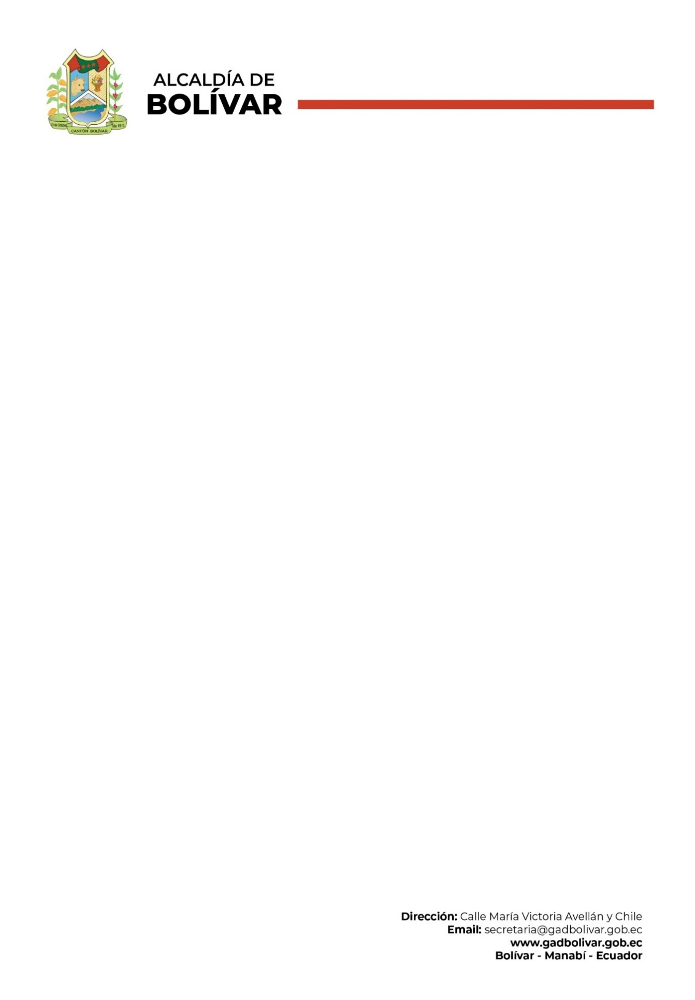 ALCALDÍA DE
BOLÍVAR
de Octubre
de 1913
CANTÓN BOLÍVAR
Dirección: Calle María Victoria Avellán y Chile
Email: secretaria@gadbolivar.gob.ec
www.gadbolivar.gob.ec
Bolívar - Manabí - Ecuador